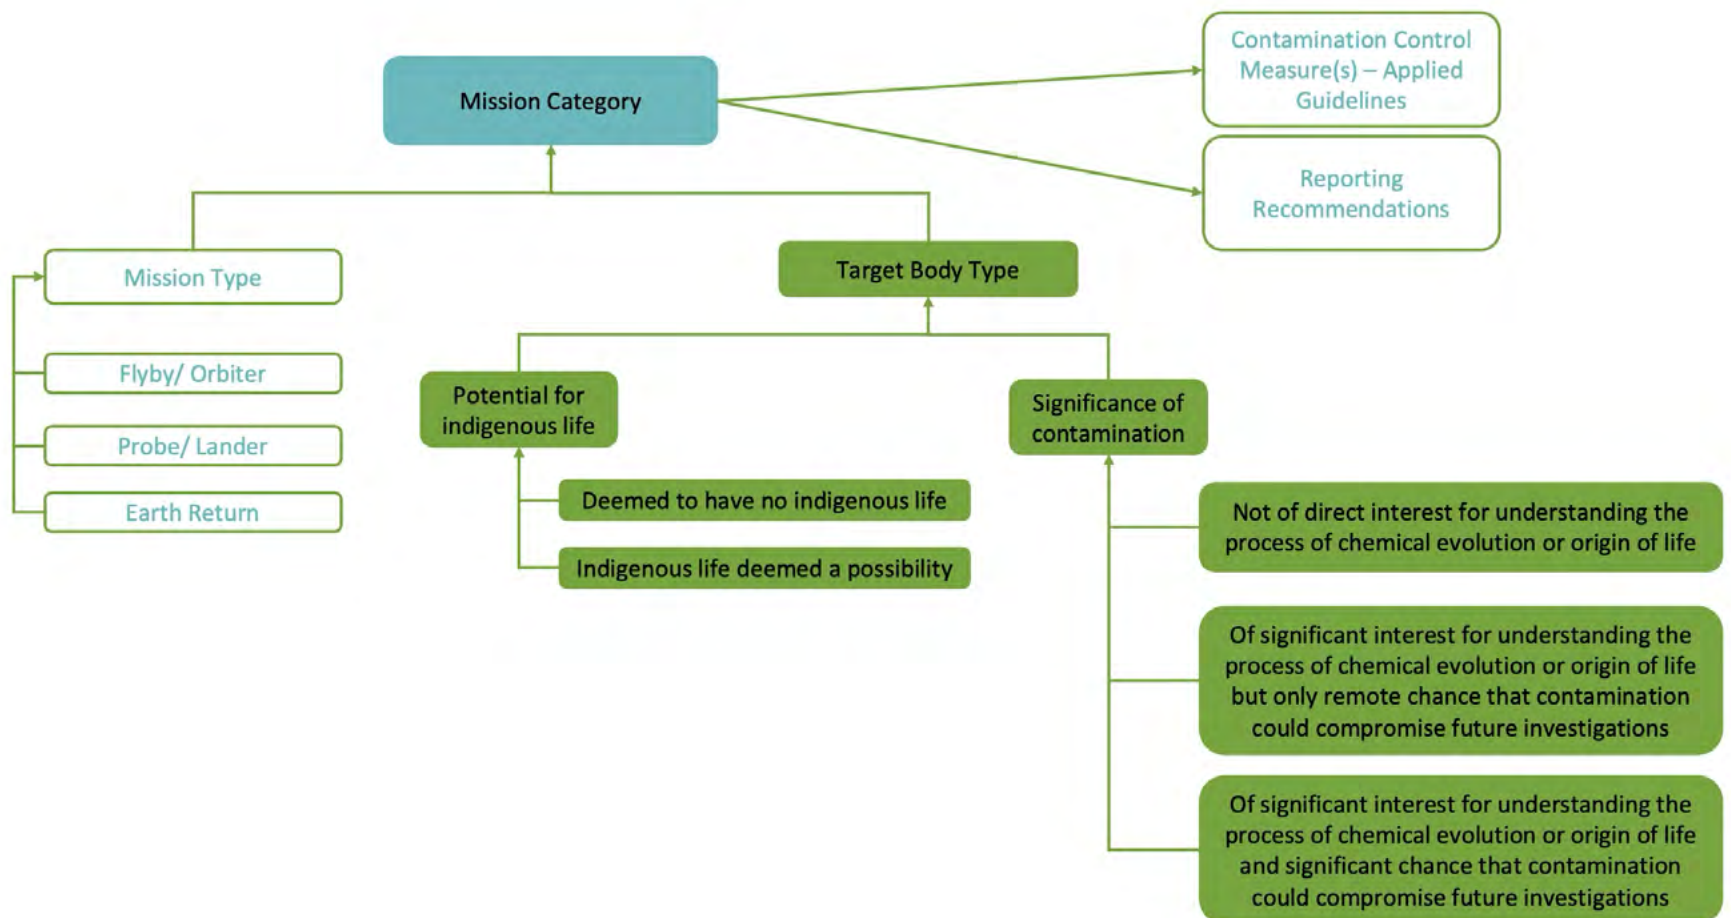 Mission Category
Contamination Control
Measure(s) – Applied
Guidelines
Reporting
Recommendations
Mission Type
Flyby/ Orbiter
Probe/ Lander
Earth Return
Target Body Type
Potential for
indigenous life
Deemed to have no indigenous life
Indigenous life deemed a possibility
Significance of
contamination
Not of direct interest for understanding the
process of chemical evolution or origin of life
Of significant interest for understanding the
process of chemical evolution or origin of life
but only remote chance that contamination
could compromise future investigations
Of significant interest for understanding the
process of chemical evolution or origin of life
and significant chance that contamination
could compromise future investigations